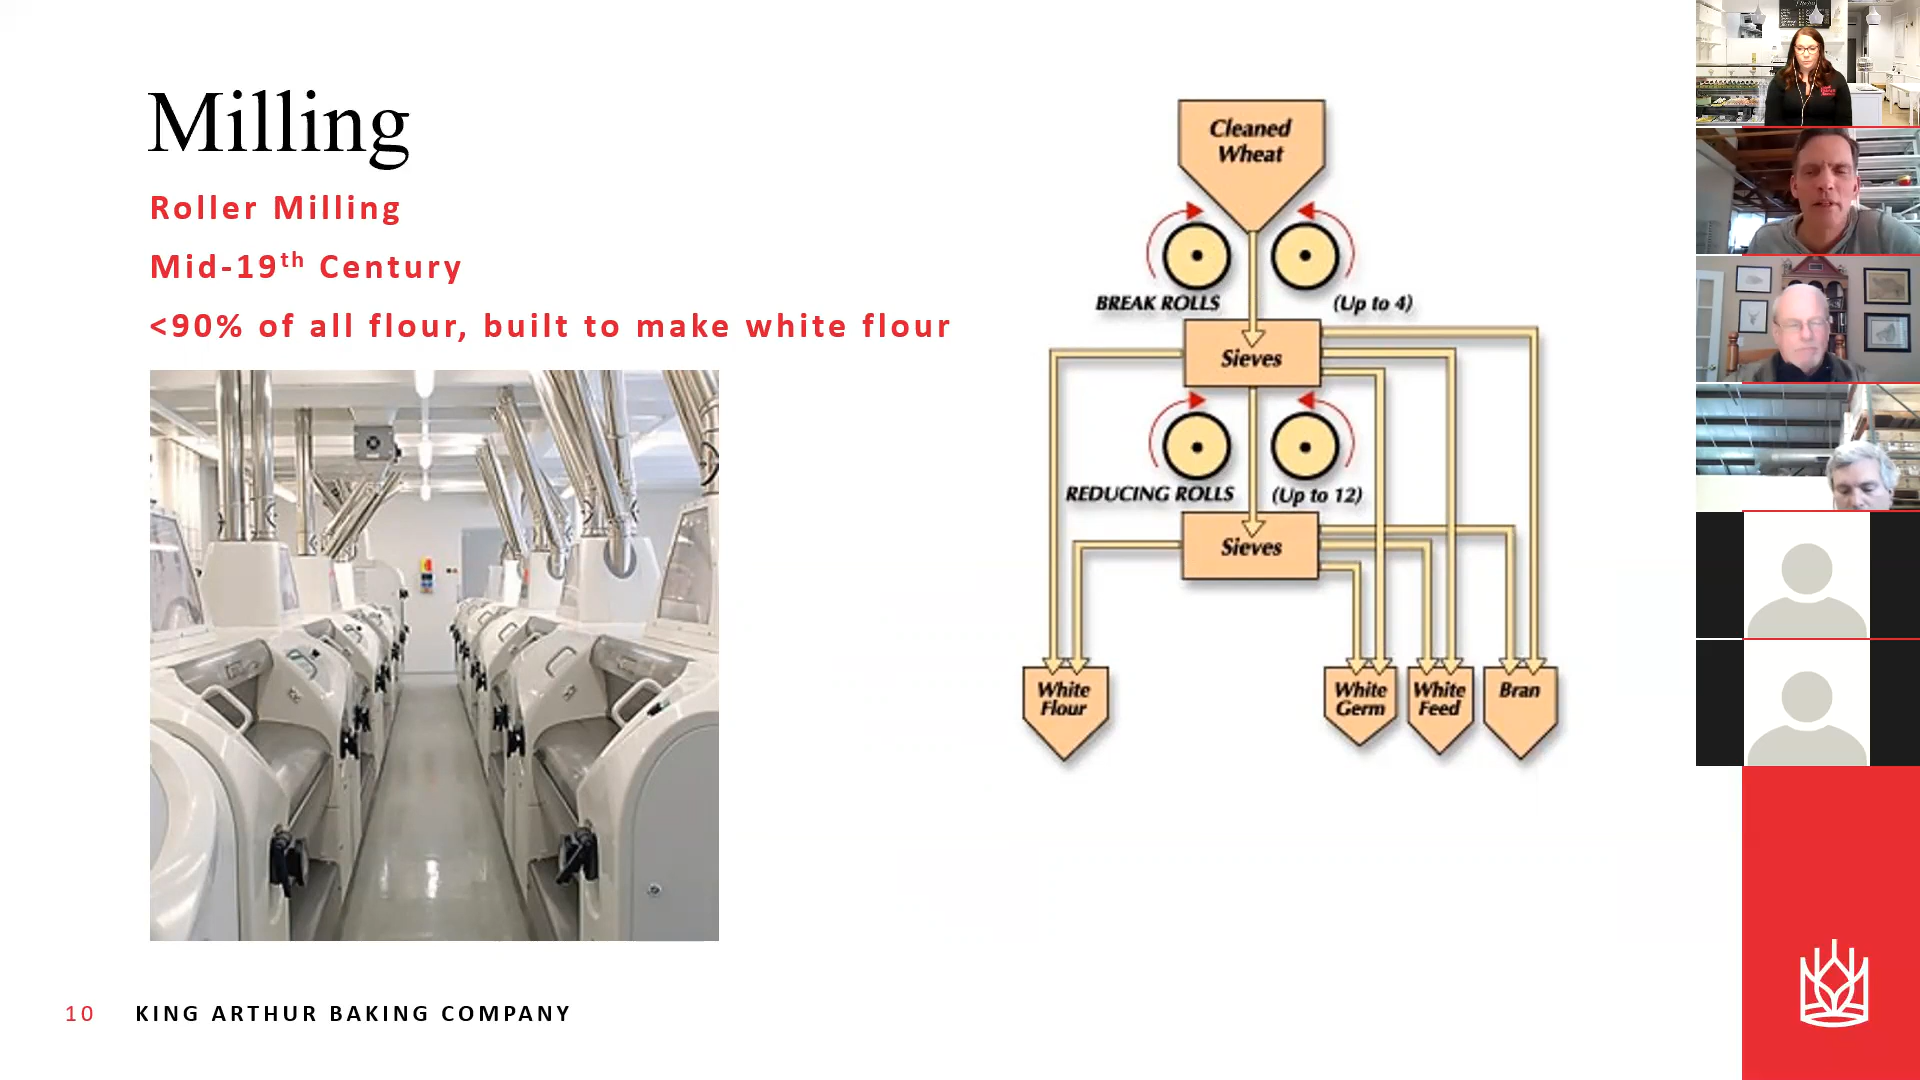 Milling
Roller Milling
Mid-19th Century
<90% of all flour, built to make white flour
Cleaned
Wheat
BREAK ROLLS
(Up to 4)
Sieves
REDUCING ROLLS
(Up to 12)
Sieves
White
Flour
White
Germ
White
Feed
Bran
10
KING ARTHUR BAKING COMPANY